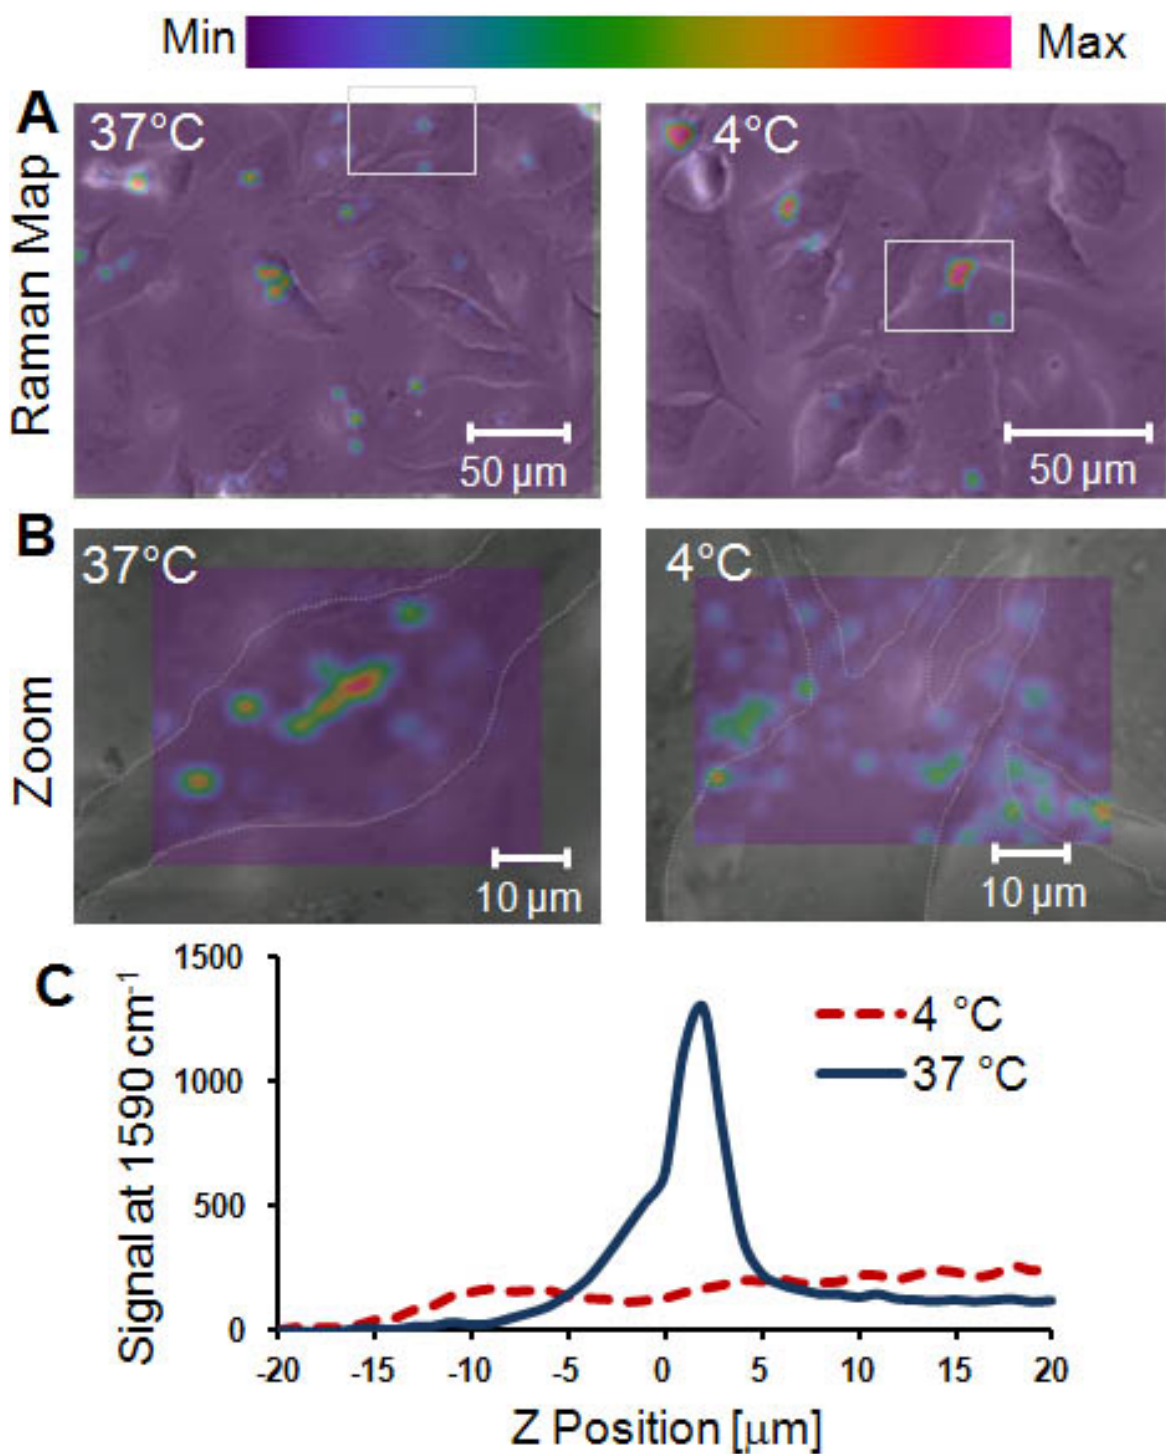 Min Max
A
Raman Map
37°C
4°C
50 µm
50 µm
B
Zoom
37°C
4°C
10 µm
10 µm
C
Signal at 1590 cm⁻¹
1500
1000
500
0
4 °C
37 °C
-20 -15 -10 -5 0 5 10 15 20
Z Position [µm]